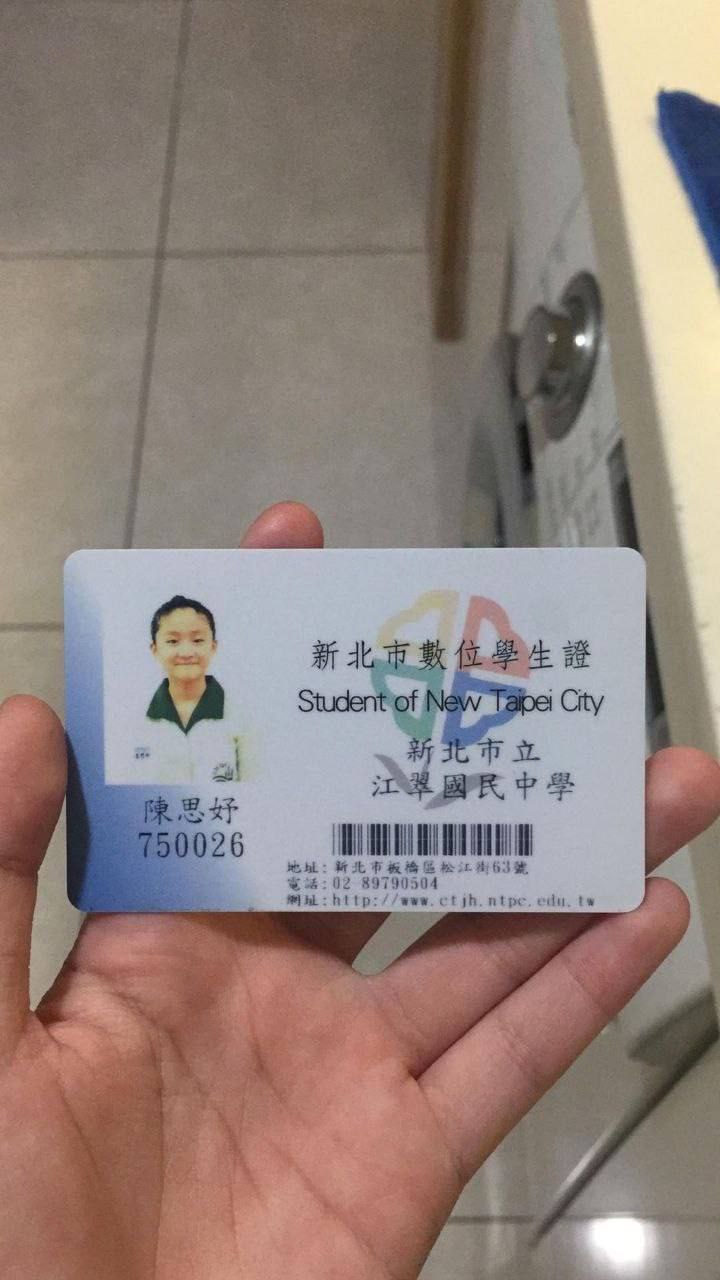 新北市數位學生證
Student of New Taipei City
新北市立
江翠國民中學
陳思妤
750026
地址:新北市板橋區松江街63號
電話:02-89790504
網址:http://www.ctjh.ntpc.edu.tw